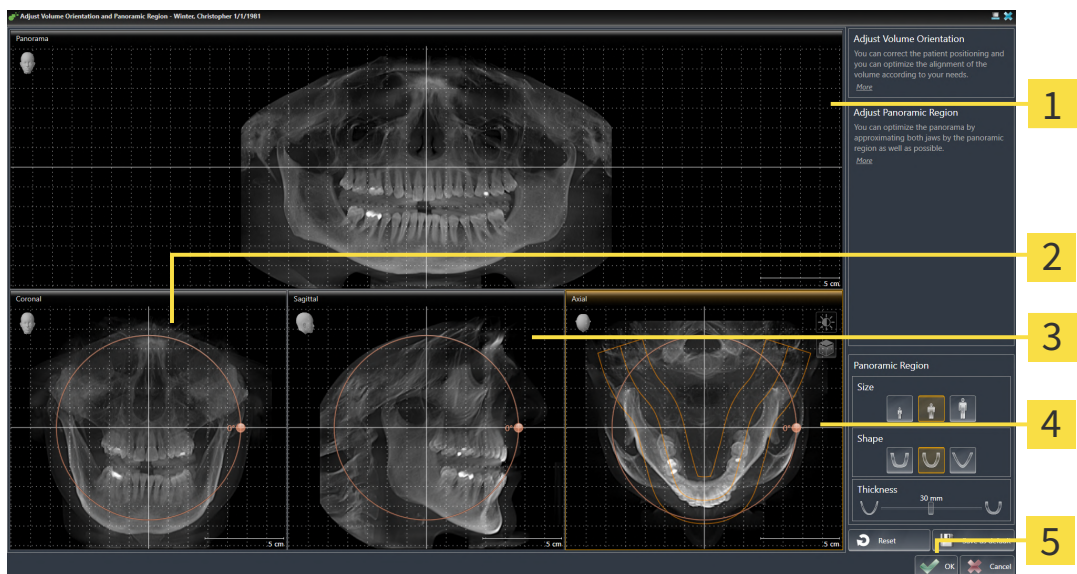 Adjust Volume Orientation and Panoramic Region - Winter, Christopher 1/1/1981
Panorama
5 cm
Adjust Volume Orientation
You can correct the patient positioning and
you can optimize the alignment of the
volume according to your needs.
More
1
Adjust Panoramic Region
You can optimize the panorama by
approximating both jaws by the panoramic
region as well as possible.
More
2
Coronal
0°
5 cm
Sagittal
0°
5 cm
3
Axial
0°
5 cm
4
Panoramic Region
Size
Shape
Thickness
30 mm
Reset
Save as default
5
OK
Cancel